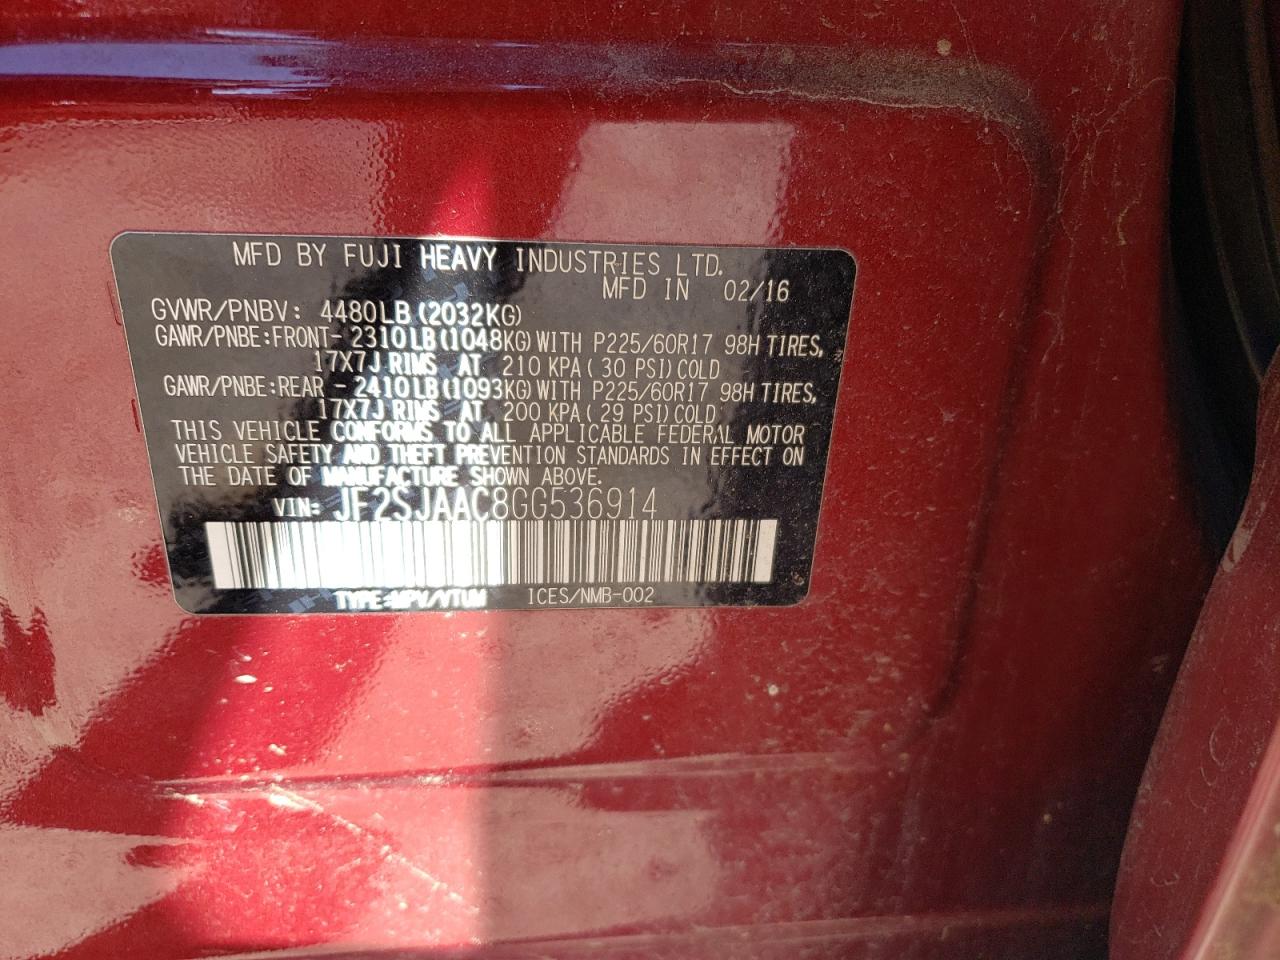 MFD BY FUJI HEAVY INDUSTRIES LTD.
MFD IN 02/16
GVWR/PNBV: 4480LB(2032KG)
GAWR/PNBE:FRONT- 2310LB(1048KG)WITH P225/60R17 98H TIRES,
17X7J RIMS AT 210 KPA( 30 PSI)COLD
GAWR/PNBE:REAR - 2410LB(1093KG)WITH P225/60R17 98H TIRES,
17X7J RIMS AT 200 KPA( 29 PSI)COLD
THIS VEHICLE CONFORMS TO ALL APPLICABLE FEDERAL MOTOR
VEHICLE SAFETY AND THEFT PREVENTION STANDARDS IN EFFECT ON
THE DATE OF MANUFACTURE SHOWN ABOVE.
VIN: JF2SJAAC8GG536914
TYPE:MPV/VTUM ICES/NMB-002